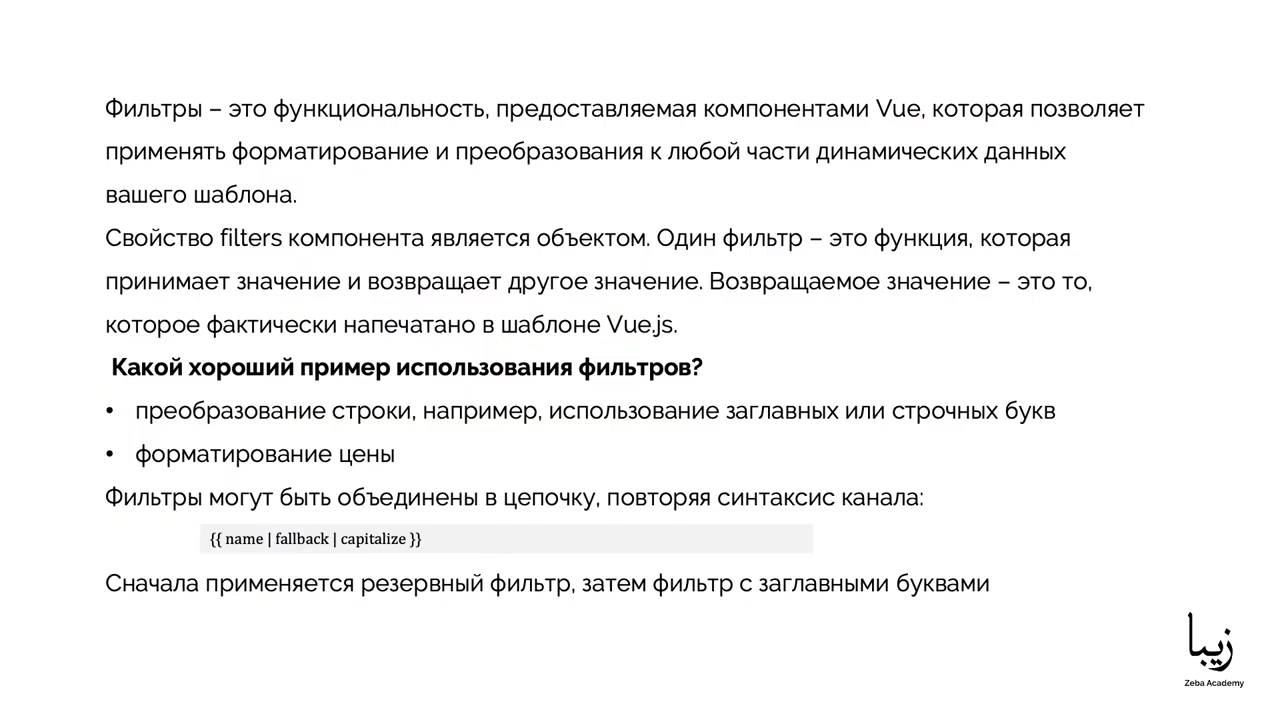 Фильтры – это функциональность, предоставляемая компонентами Vue, которая позволяет
применять форматирование и преобразования к любой части динамических данных
вашего шаблона.
Свойство filters компонента является объектом. Один фильтр – это функция, которая
принимает значение и возвращает другое значение. Возвращаемое значение – это то,
которое фактически напечатано в шаблоне Vue.js.
Какой хороший пример использования фильтров?
• преобразование строки, например, использование заглавных или строчных букв
• форматирование цены
Фильтры могут быть объединены в цепочку, повторяя синтаксис канала:
{{ name | fallback | capitalize }}
Сначала применяется резервный фильтр, затем фильтр с заглавными буквами
زیبا
Zeba Academy